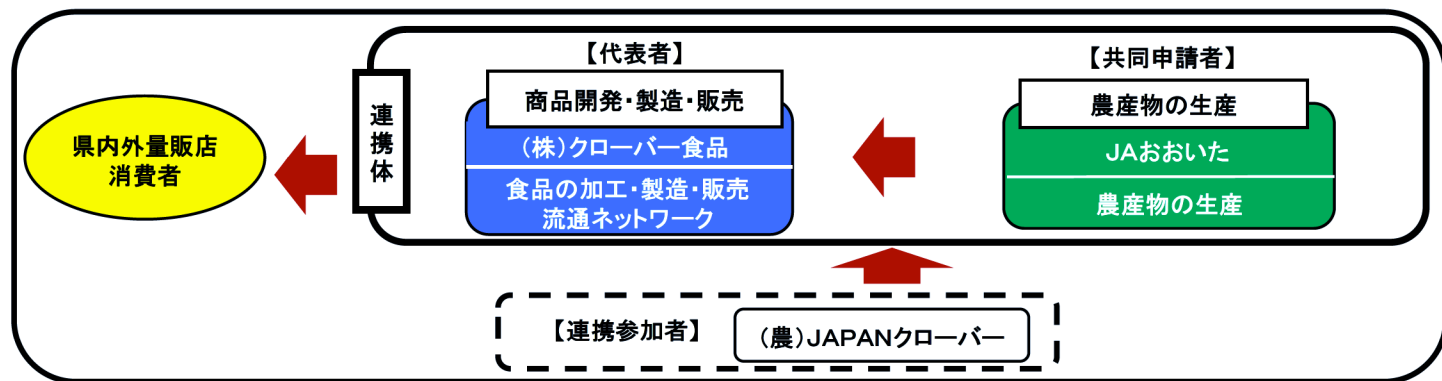 【代表者】
【共同申請者】
連携体
商品開発・製造・販売
農産物の生産
(株)クローバー食品
JAおおいた
県内外量販店
消費者
食品の加工・製造・販売
流通ネットワーク
農産物の生産
【連携参加者】
(農)JAPANクローバー